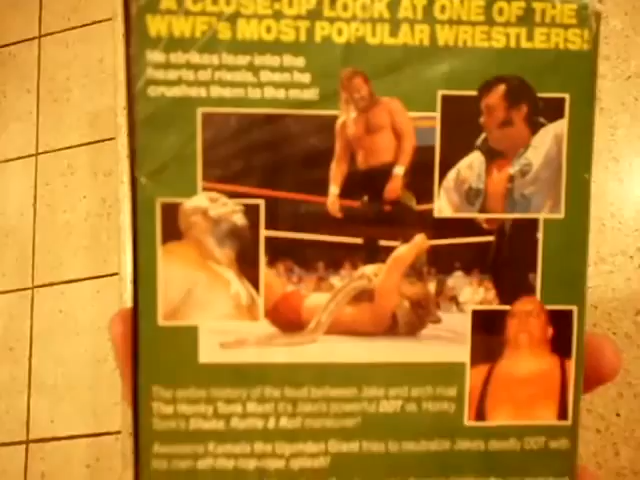 A CLOSE-UP LOOK AT ONE OF THE
WWF's MOST POPULAR WRESTLERS!
He strikes fear into the
hearts of rivals, then he
crushes them to the mat!
The entire history of the feud between Jake and arch rival
The Honky Tonk Man! It's Jake's powerful DDT vs. Honky
Tonk's Shake, Rattle & Roll maneuver!
Awesome Kamala the Ugandan Giant tries to neutralize Jake's deadly DDT with
his own off-the-top-rope splash!